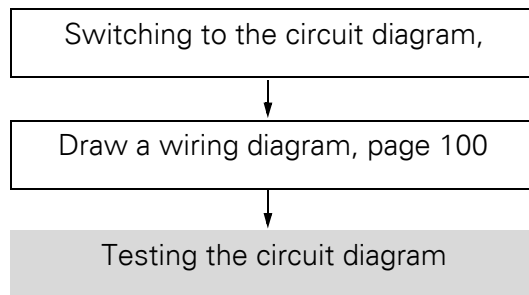 Switching to the circuit diagram,
Draw a wiring diagram, page 100
Testing the circuit diagram